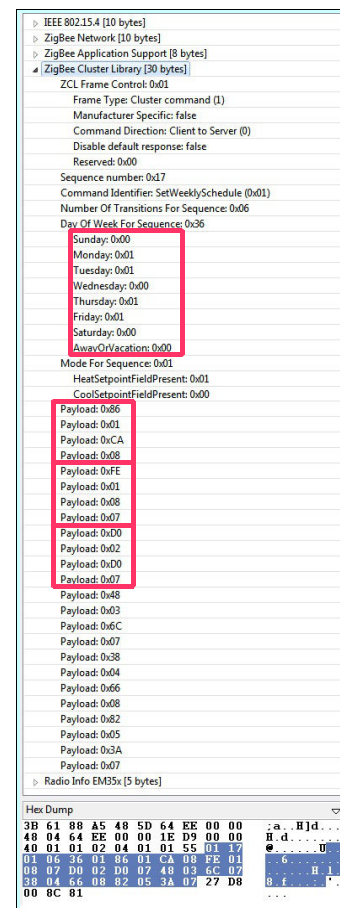 IEEE 802.15.4 [10 bytes]
ZigBee Network [10 bytes]
ZigBee Application Support [8 bytes]
ZigBee Cluster Library [30 bytes]
ZCL Frame Control: 0x01
Frame Type: Cluster command (1)
Manufacturer Specific: false
Command Direction: Client to Server (0)
Disable default response: false
Reserved: 0x00
Sequence number: 0x17
Command Identifier: SetWeeklySchedule (0x01)
Number Of Transitions For Sequence: 0x06
Day Of Week For Sequence: 0x36
Sunday: 0x00
Monday: 0x01
Tuesday: 0x01
Wednesday: 0x00
Thursday: 0x01
Friday: 0x01
Saturday: 0x00
AwayOrVacation: 0x00
Mode For Sequence: 0x01
HeatSetpointFieldPresent: 0x01
CoolSetpointFieldPresent: 0x00
Payload: 0x86
Payload: 0x01
Payload: 0xCA
Payload: 0x08
Payload: 0xFE
Payload: 0x01
Payload: 0x08
Payload: 0x07
Payload: 0xD0
Payload: 0x02
Payload: 0xD0
Payload: 0x07
Payload: 0x48
Payload: 0x03
Payload: 0x6C
Payload: 0x07
Payload: 0x38
Payload: 0x04
Payload: 0x66
Payload: 0x08
Payload: 0x82
Payload: 0x05
Payload: 0x3A
Payload: 0x07
Radio Info EM35x [5 bytes]
Hex Dump
3B 61 88 A5 48 5D 64 EE 00 00 ;a..H]d...
48 04 64 EE 00 00 1E D9 00 00 H.d.......
40 01 01 02 04 01 01 55 01 17 @......U..
01 06 36 01 86 01 CA 08 FE 01 ..6.......
08 07 D0 02 D0 07 48 03 6C 07 ......H.l.
38 04 66 08 82 05 3A 07 27 D8 8.f...:.'.
00 8C 81 ...